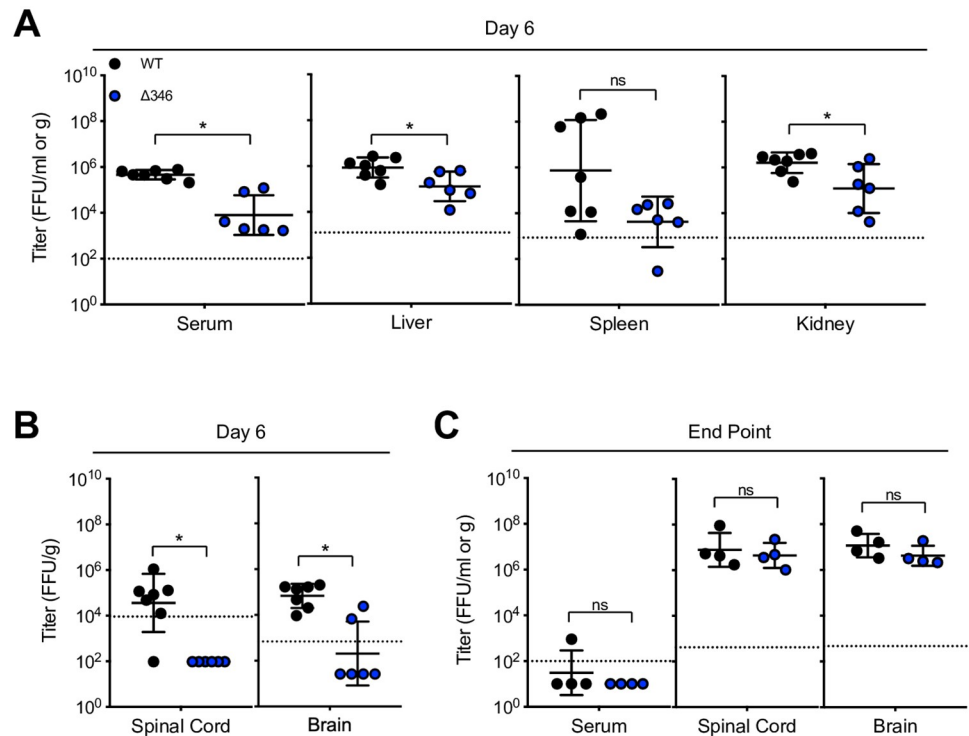 A
Day 6
WT
Δ346
Titer (FFU/ml or g)
10^10
10^8
10^6
10^4
10^2
10^0
*
*
ns
*
Serum
Liver
Spleen
Kidney
B
Day 6
Titer (FFU/g)
10^10
10^8
10^6
10^4
10^2
10^0
*
*
Spinal Cord
Brain
C
End Point
Titer (FFU/ml or g)
10^10
10^8
10^6
10^4
10^2
10^0
ns
ns
ns
Serum
Spinal Cord
Brain